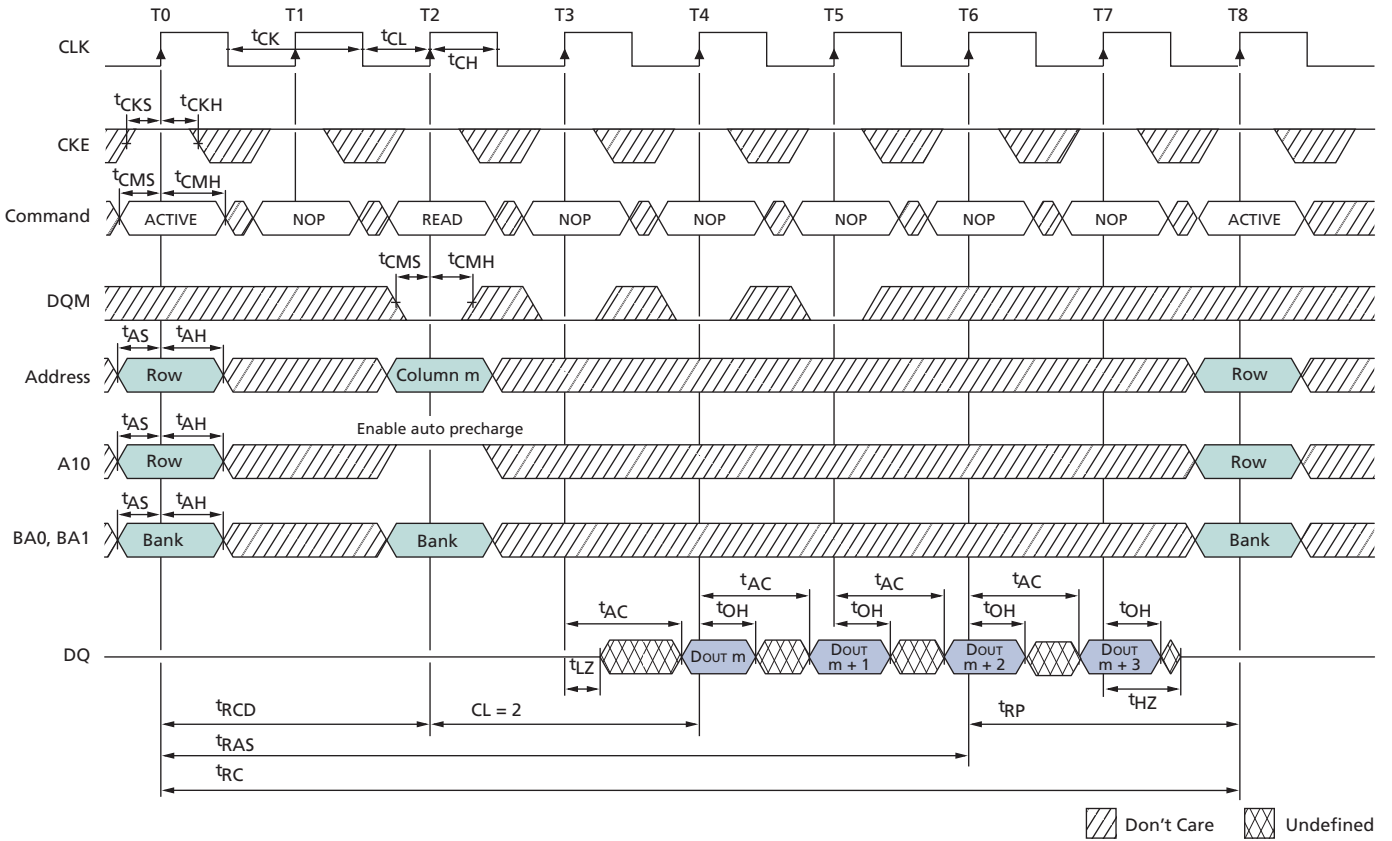 T0 T1 T2 T3 T4 T5 T6 T7 T8
CLK tCK tCL tCH
tCKS tCKH
CKE
tCMS tCMH
Command ACTIVE NOP READ NOP NOP NOP NOP NOP ACTIVE
tCMS tCMH
DQM
tAS tAH
Address Row Column m Row
tAS tAH Enable auto precharge
A10 Row Row
tAS tAH
BA0, BA1 Bank Bank Bank
tAC tAC tAC
tAC tOH tOH tOH tOH
DQ DOUT m DOUT m + 1 DOUT m + 2 DOUT m + 3
tLZ tHZ
tRCD CL = 2 tRP
tRAS
tRC
Don't Care Undefined